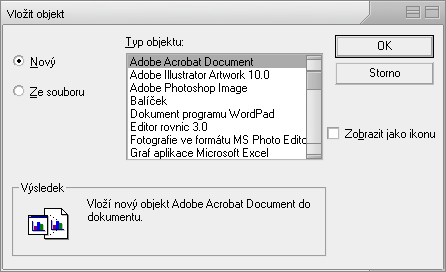 Vložit objekt
Typ objektu:
Nový
Ze souboru
Adobe Acrobat Document
Adobe Illustrator Artwork 10.0
Adobe Photoshop Image
Balíček
Dokument programu WordPad
Editor rovnic 3.0
Fotografie ve formátu MS Photo Edito
Graf aplikace Microsoft Excel
OK
Storno
Zobrazit jako ikonu
Výsledek
Vloží nový objekt Adobe Acrobat Document do
dokumentu.